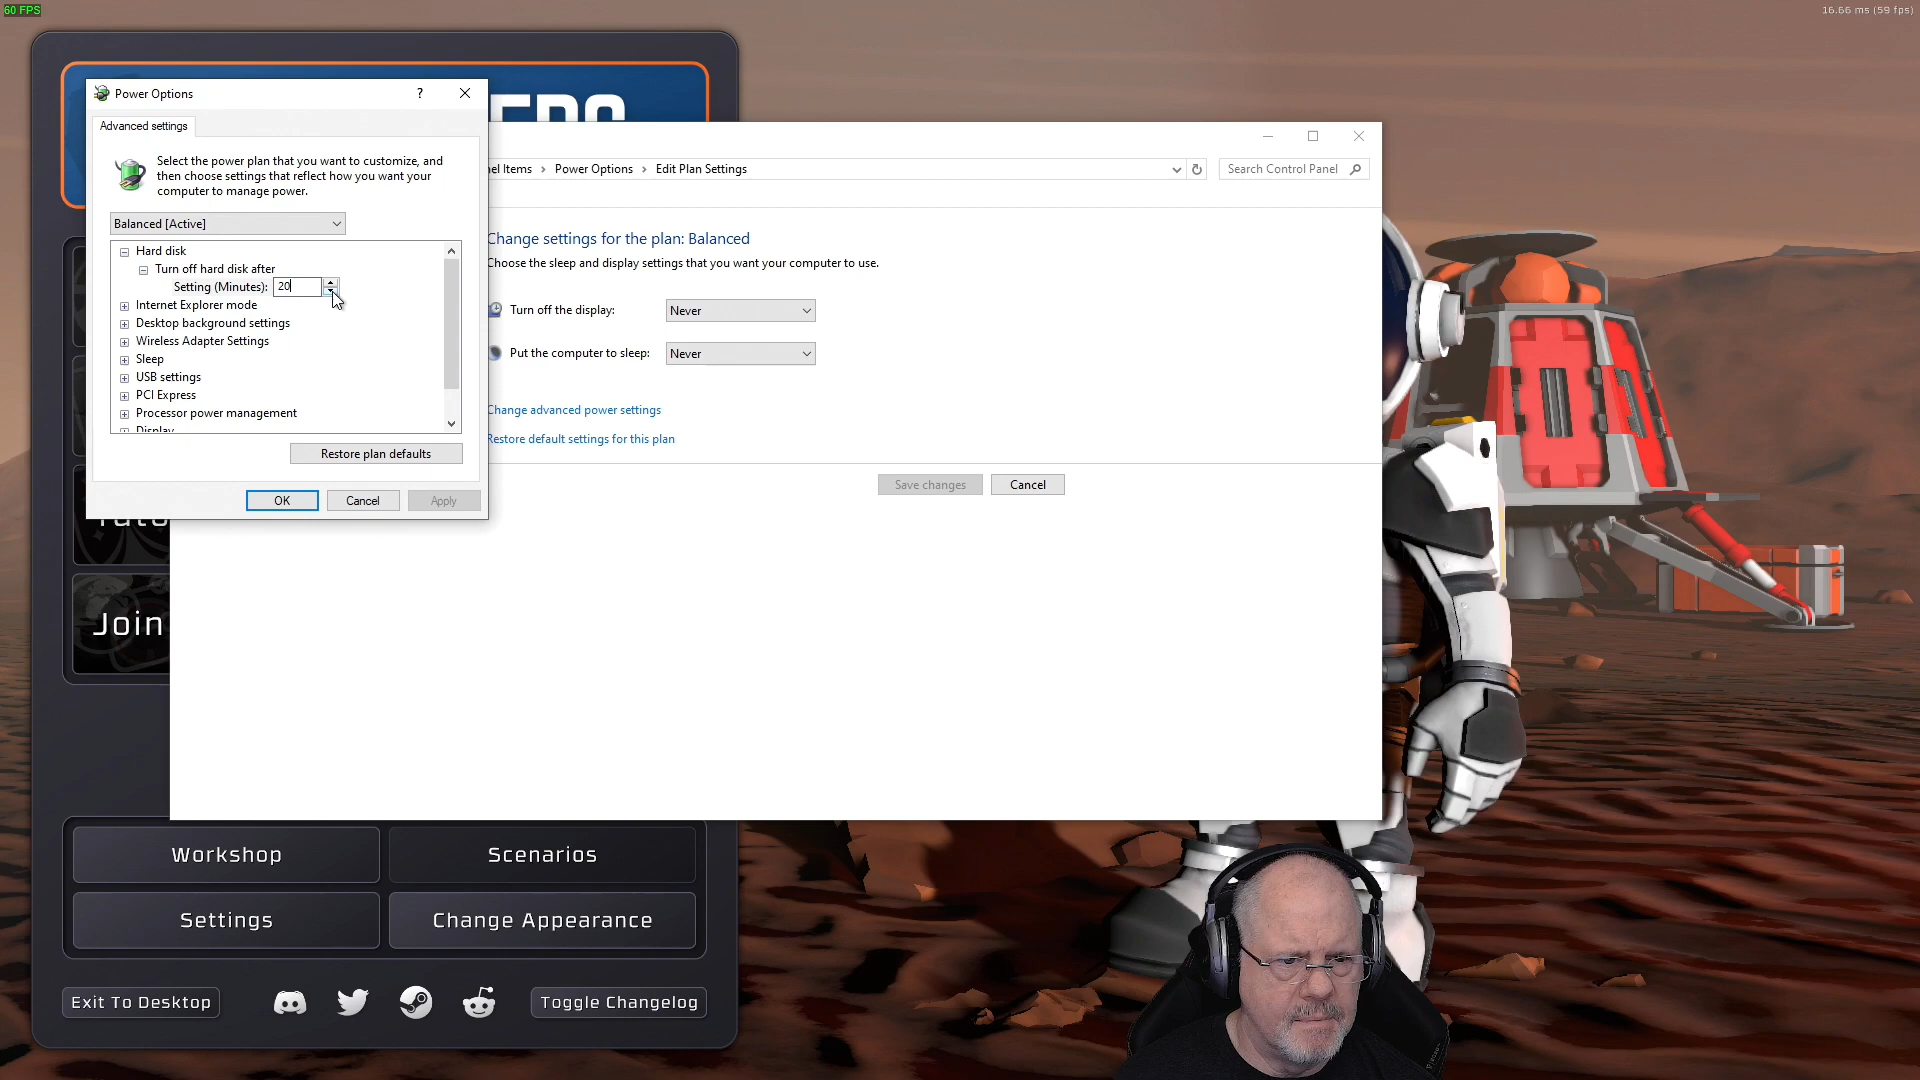 60 FPS
16.66 ms (59 fps)
Power Options
?
Advanced settings
Select the power plan that you want to customize, and
then choose settings that reflect how you want your
computer to manage power.
Balanced [Active]
Hard disk
Turn off hard disk after
Setting (Minutes): 20
Internet Explorer mode
Desktop background settings
Wireless Adapter Settings
Sleep
USB settings
PCI Express
Processor power management
Display
Restore plan defaults
OK
Cancel
Apply
Items > Power Options > Edit Plan Settings
Search Control Panel
Change settings for the plan: Balanced
Choose the sleep and display settings that you want your computer to use.
Turn off the display: Never
Put the computer to sleep: Never
Change advanced power settings
Restore default settings for this plan
Save changes
Cancel
Join
Workshop
Scenarios
Settings
Change Appearance
Exit To Desktop
Toggle Changelog